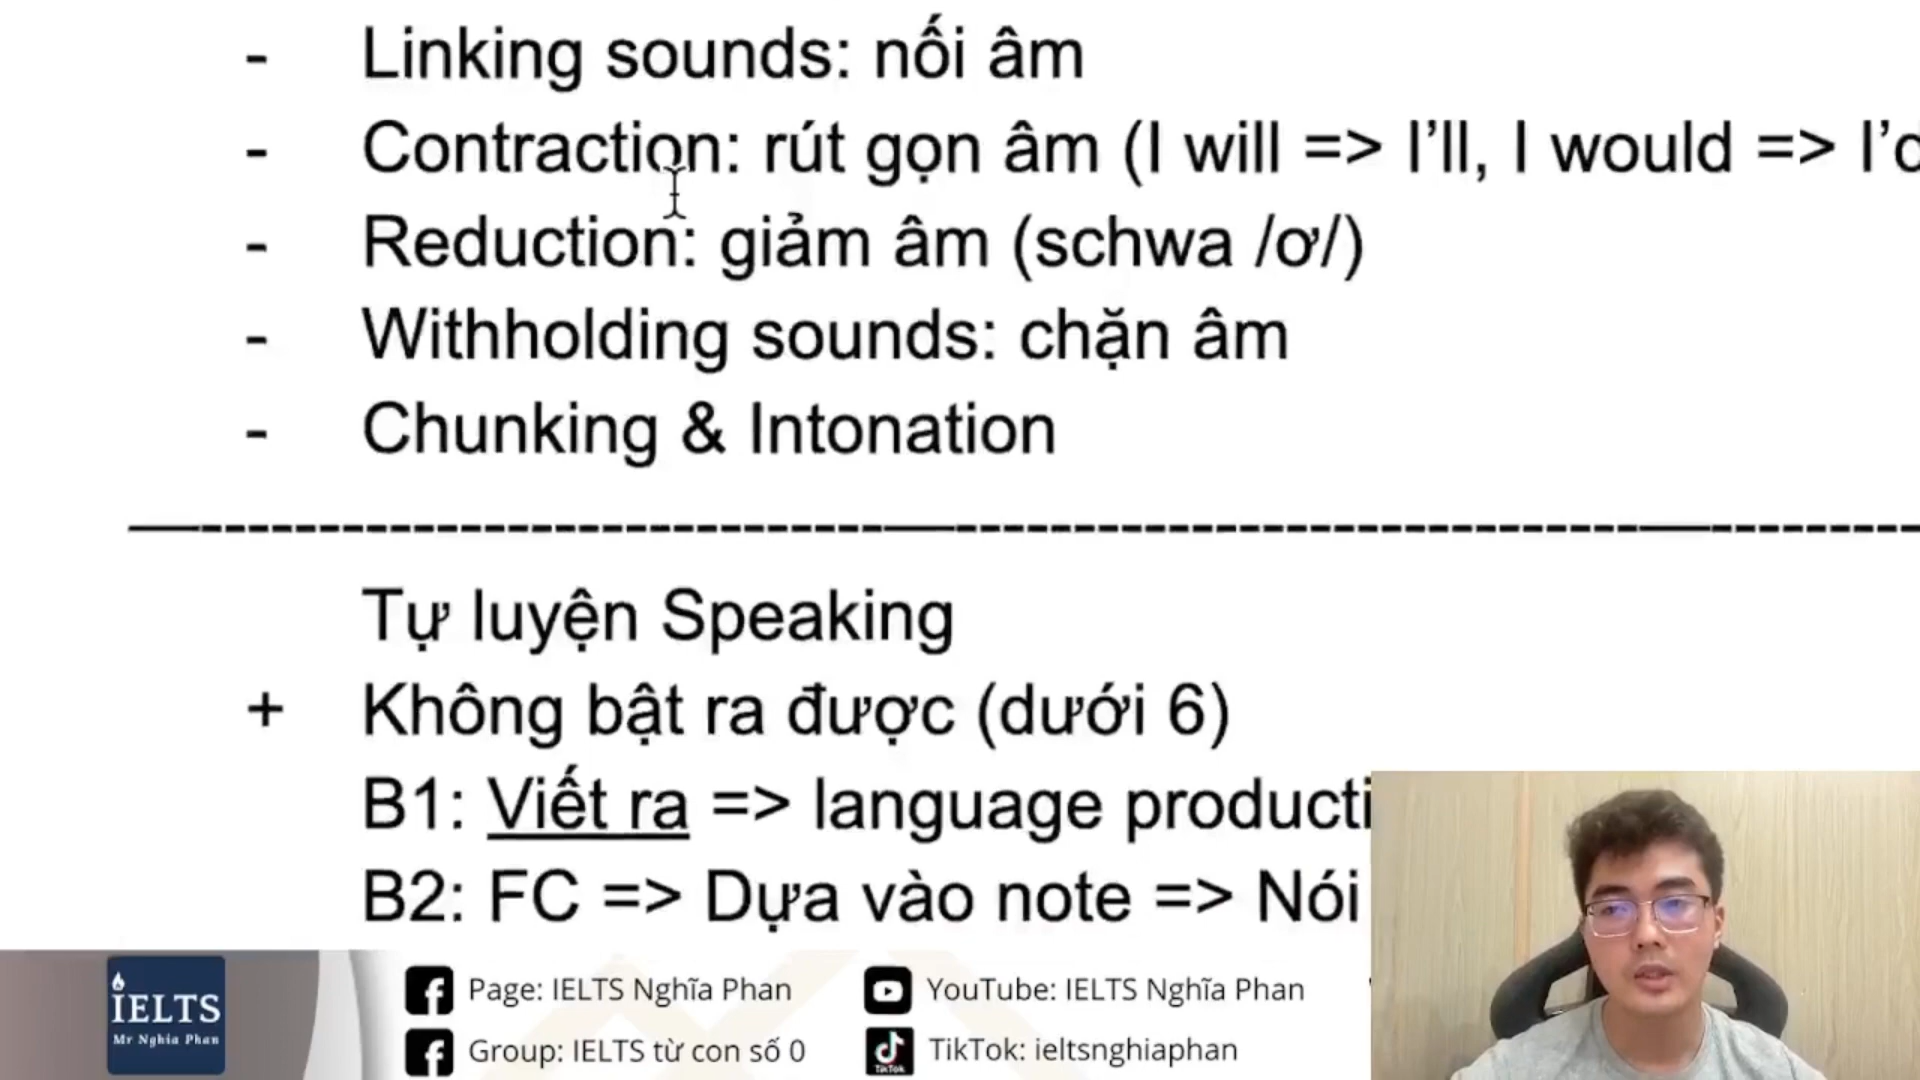 - Linking sounds: nối âm
- Contraction: rút gọn âm (I will => I'll, I would => I'd
- Reduction: giảm âm (schwa /ơ/)
- Withholding sounds: chặn âm
- Chunking & Intonation
Tự luyện Speaking
+ Không bật ra được (dưới 6)
B1: Viết ra => language producti
B2: FC => Dựa vào note => Nói
IELTS
Mr Nghia Phan
Page: IELTS Nghĩa Phan
YouTube: IELTS Nghĩa Phan
Group: IELTS từ con số 0
TikTok
TikTok: ieltsnghiaphan